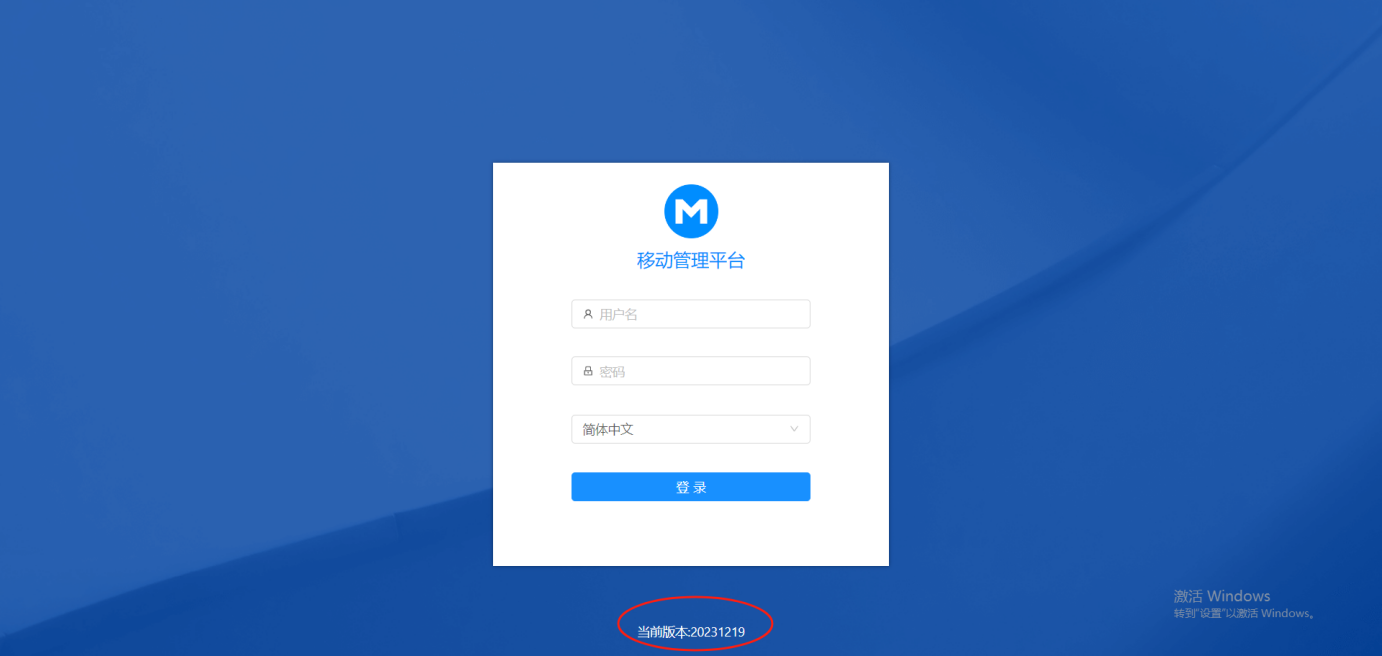 M
移动管理平台
用户名
密码
简体中文
登 录
当前版本:20231219
激活 Windows
转到"设置"以激活 Windows。